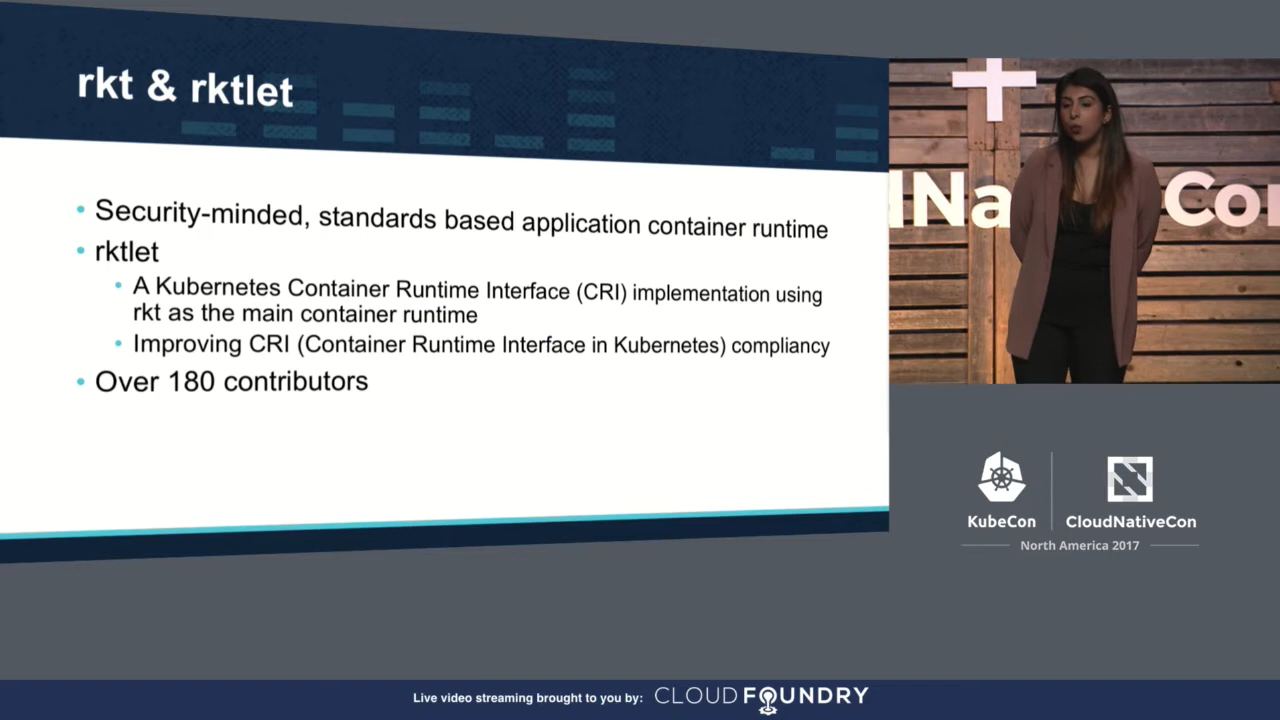 rkt & rktlet
• Security-minded, standards based application container runtime
• rktlet
• A Kubernetes Container Runtime Interface (CRI) implementation using
rkt as the main container runtime
• Improving CRI (Container Runtime Interface in Kubernetes) compliancy
• Over 180 contributors
dNa Con
KubeCon
CloudNativeCon
North America 2017
Live video streaming brought to you by: CLOUD FOUNDRY